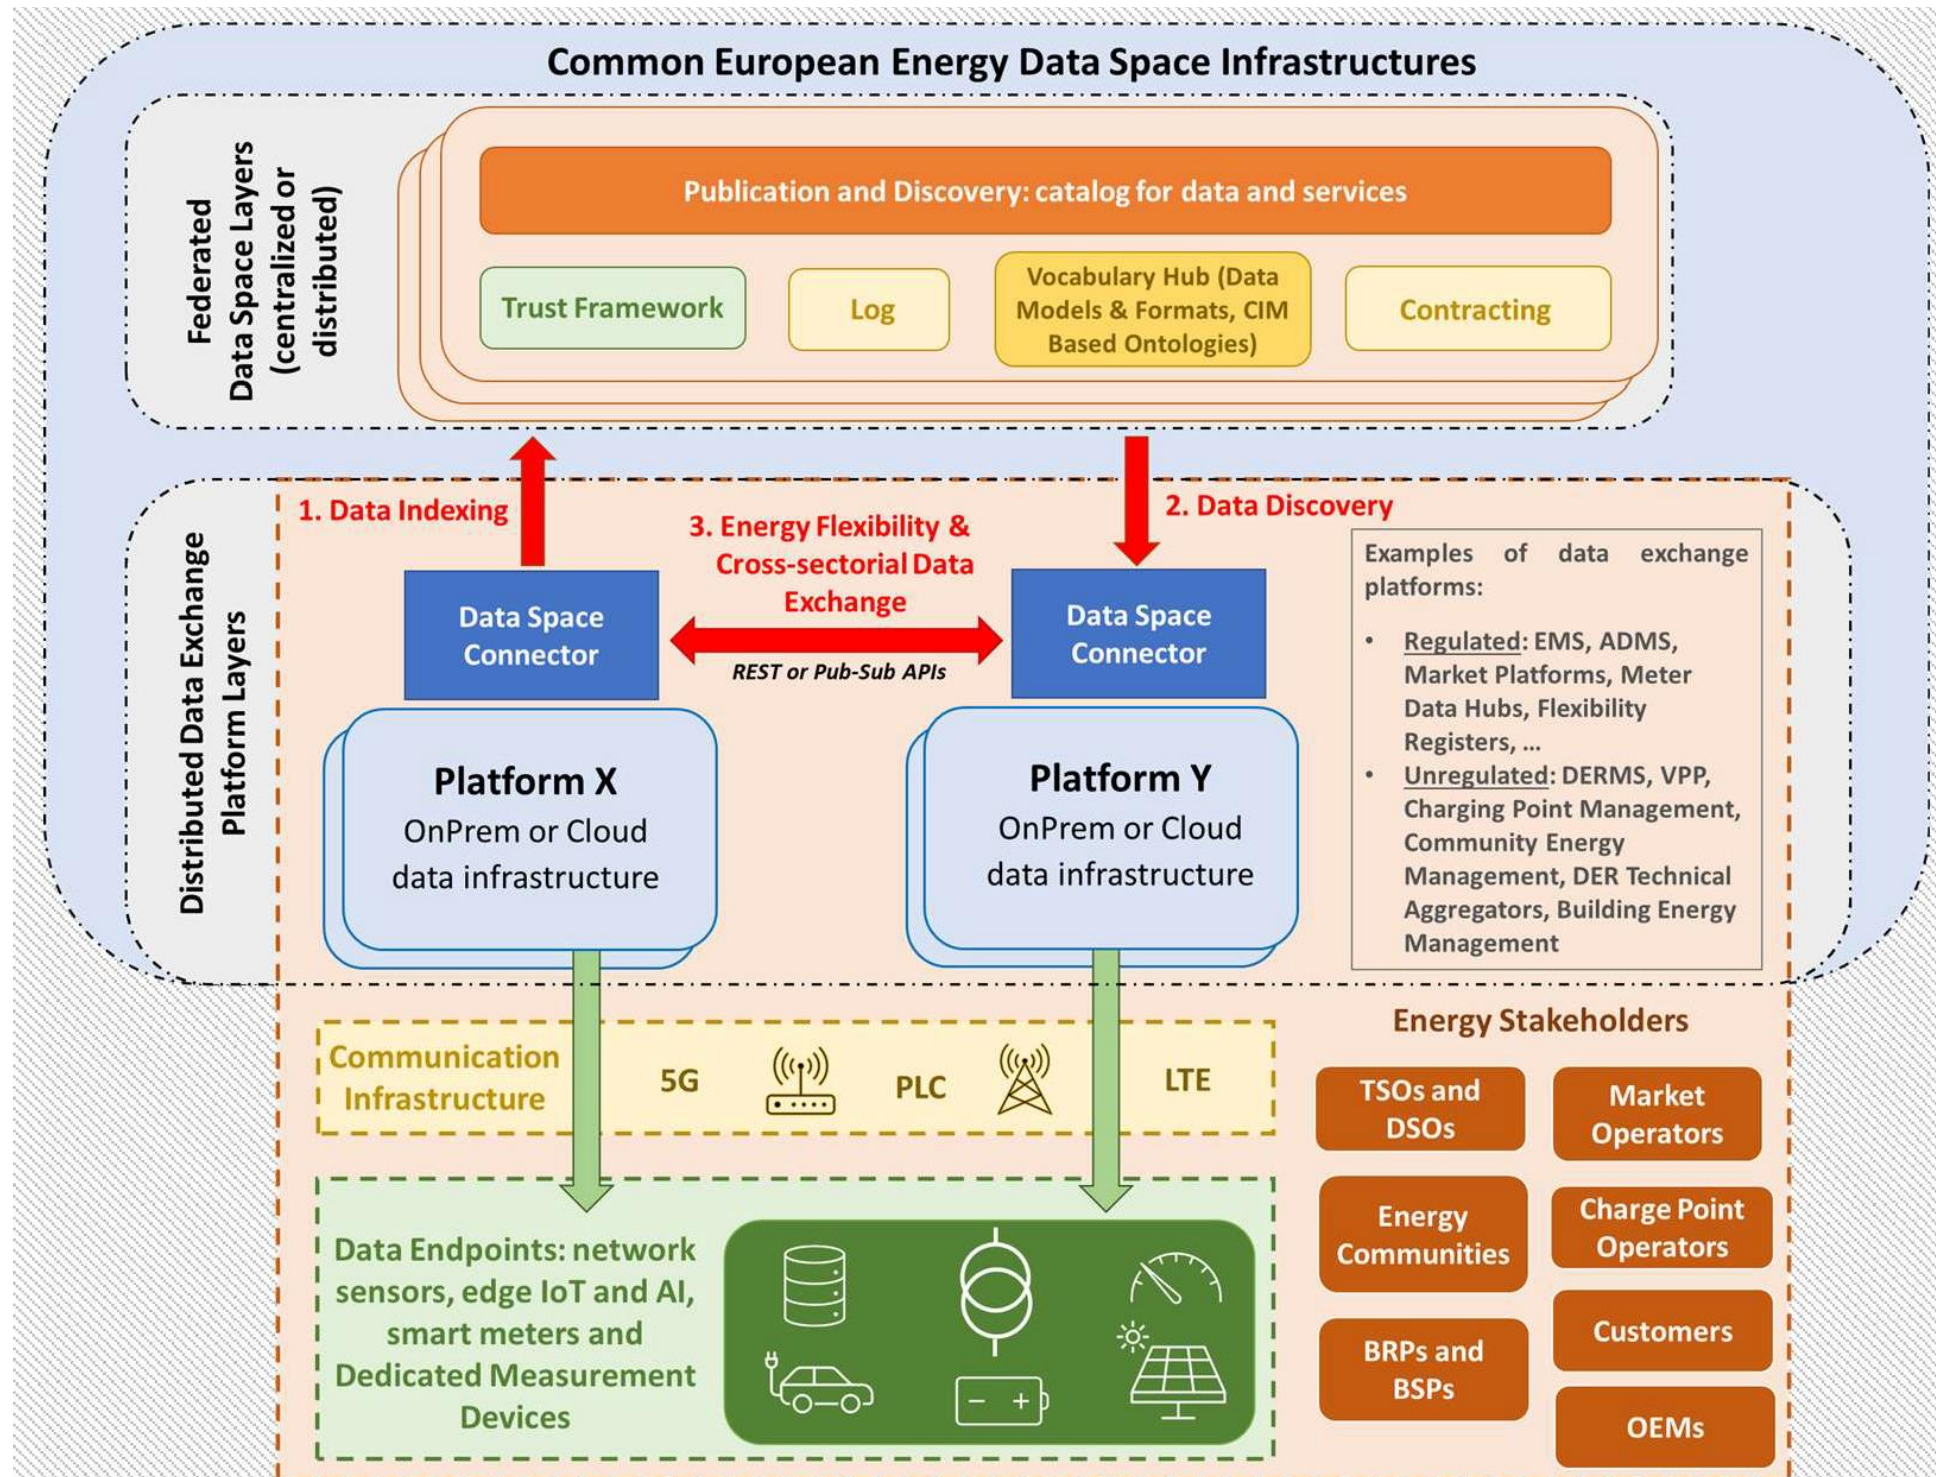 Common European Energy Data Space Infrastructures
Federated
Data Space Layers
(centralized or
distributed)
Publication and Discovery: catalog for data and services
Trust Framework
Log
Vocabulary Hub (Data
Models & Formats, CIM
Based Ontologies)
Contracting
Distributed Data Exchange
Platform Layers
1. Data Indexing
2. Data Discovery
3. Energy Flexibility &
Cross-sectorial Data
Exchange
REST or Pub-Sub APIs
Data Space
Connector
Data Space
Connector
Platform X
OnPrem or Cloud
data infrastructure
Platform Y
OnPrem or Cloud
data infrastructure
Examples of data exchange
platforms:
• Regulated: EMS, ADMS,
Market Platforms, Meter
Data Hubs, Flexibility
Registers, ...
• Unregulated: DERMS, VPP,
Charging Point Management,
Community Energy
Management, DER Technical
Aggregators, Building Energy
Management
Communication
Infrastructure
5G
PLC
LTE
Data Endpoints: network
sensors, edge IoT and AI,
smart meters and
Dedicated Measurement
Devices
Energy Stakeholders
TSOs and
DSOs
Market
Operators
Energy
Communities
Charge Point
Operators
BRPs and
BSPs
Customers
OEMs